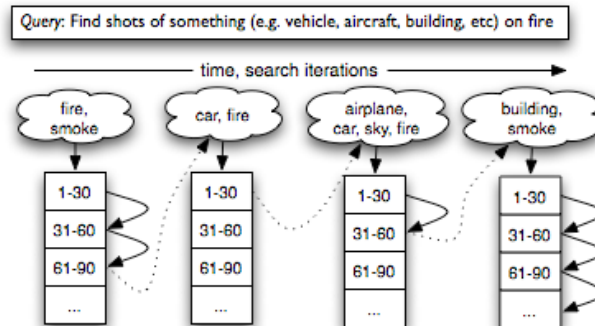 Query: Find shots of something (e.g. vehicle, aircraft, building, etc) on fire
time, search iterations
fire,
smoke
car, fire
airplane,
car, sky, fire
building,
smoke
1-30
31-60
61-90
...
1-30
31-60
61-90
...
1-30
31-60
61-90
...
1-30
31-60
61-90
...